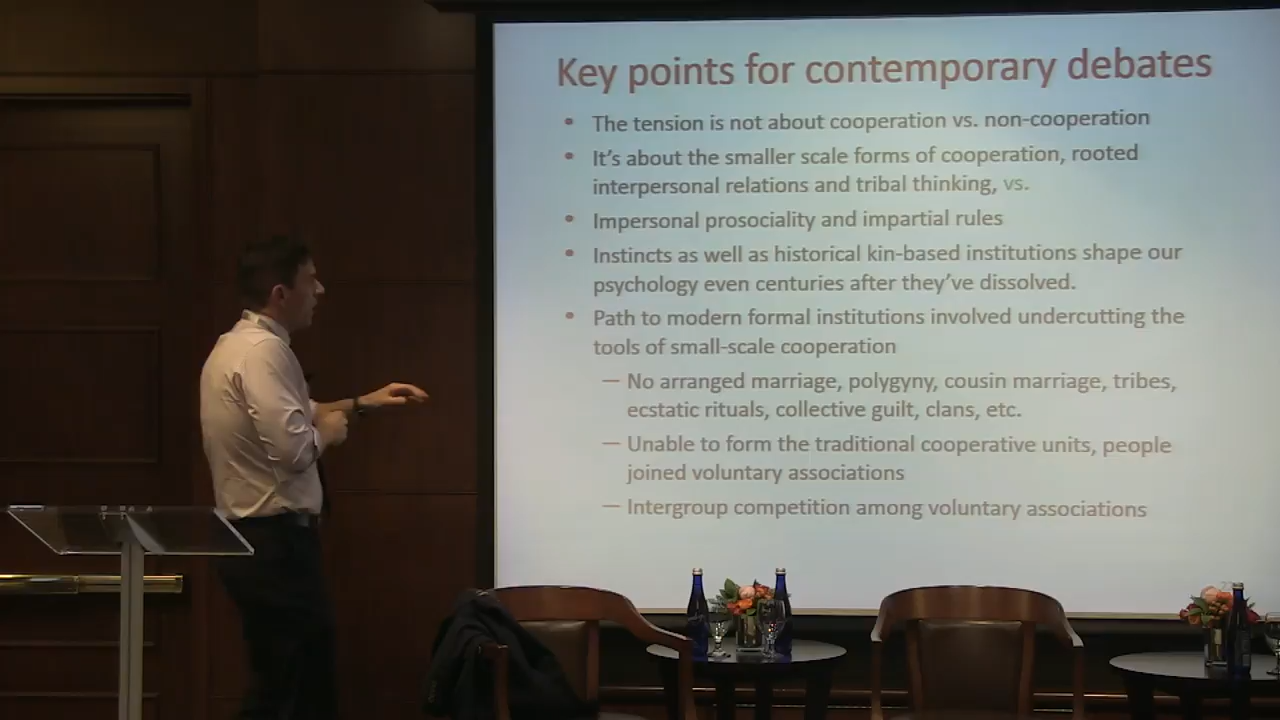 Key points for contemporary debates
• The tension is not about cooperation vs. non-cooperation
• It's about the smaller scale forms of cooperation, rooted
interpersonal relations and tribal thinking, vs.
• Impersonal prosociality and impartial rules
• Instincts as well as historical kin-based institutions shape our
psychology even centuries after they've dissolved.
• Path to modern formal institutions involved undercutting the
tools of small-scale cooperation
— No arranged marriage, polygyny, cousin marriage, tribes,
ecstatic rituals, collective guilt, clans, etc.
— Unable to form the traditional cooperative units, people
joined voluntary associations
— Intergroup competition among voluntary associations